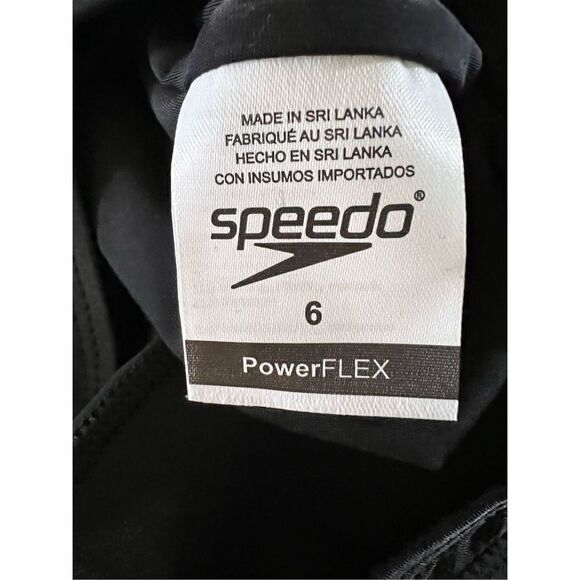 MADE IN SRI LANKA
FABRIQUÉ AU SRI LANKA
HECHO EN SRI LANKA
CON INSUMOS IMPORTADOS
speedo®
6
PowerFLEX